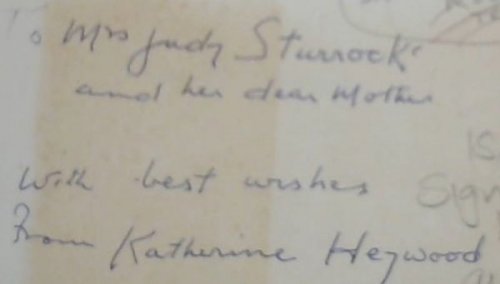 To Mrs Judy Sturrock
and her dear Mother
With best wishes
From Katherine Heywood